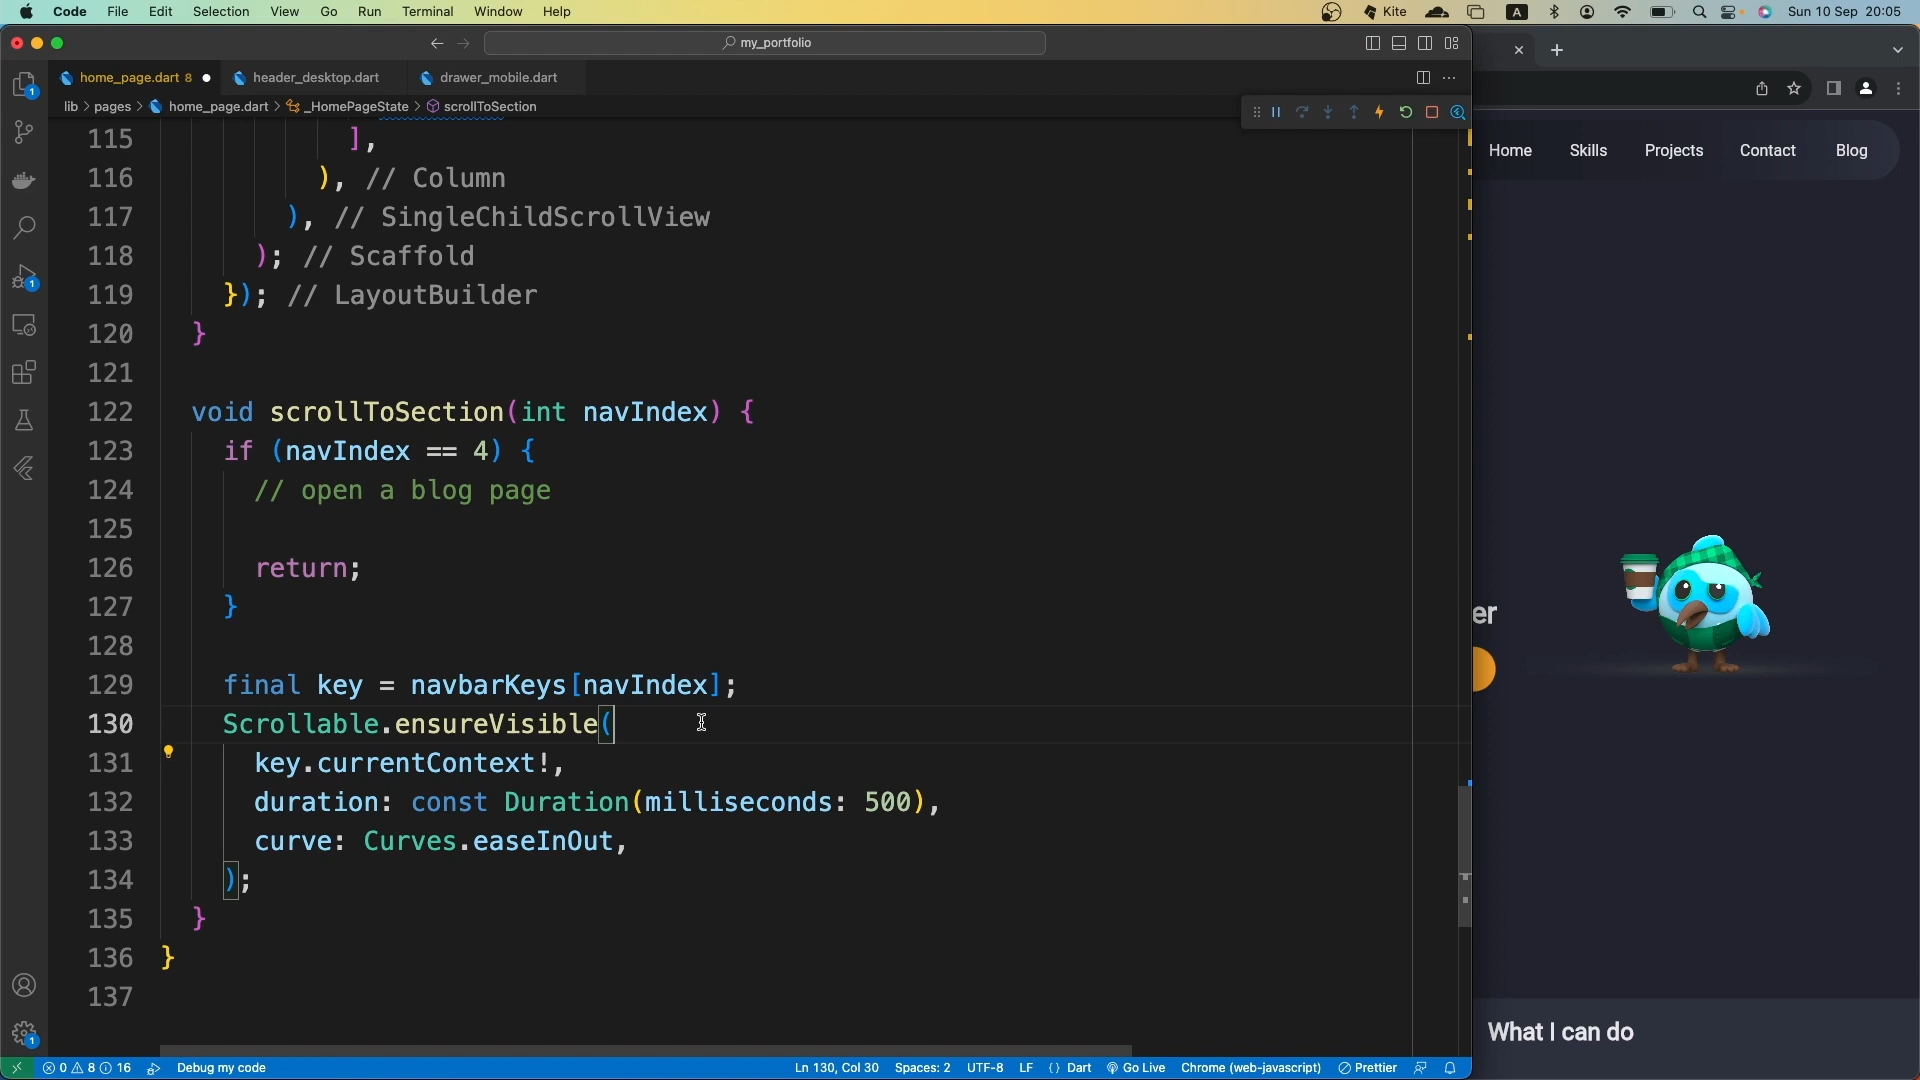 Code File Edit Selection View Go Run Terminal Window Help Kite A Sun 10 Sep 20:05
my_portfolio
home_page.dart 8 header_desktop.dart drawer_mobile.dart
lib > pages > home_page.dart > _HomePageState > scrollToSection
115 ],
116 ), // Column
117 ), // SingleChildScrollView
118 ); // Scaffold
119 }); // LayoutBuilder
120 }
121
122 void scrollToSection(int navIndex) {
123 if (navIndex == 4) {
124 // open a blog page
125
126 return;
127 }
128
129 final key = navbarKeys[navIndex];
130 Scrollable.ensureVisible(
131 key.currentContext!,
132 duration: const Duration(milliseconds: 500),
133 curve: Curves.easeInOut,
134 );
135 }
136 }
137
1
1
1
0 8 16 Debug my code Ln 130, Col 30 Spaces: 2 UTF-8 LF {} Dart Go Live Chrome (web-javascript) Prettier
Home Skills Projects Contact Blog
er
What I can do